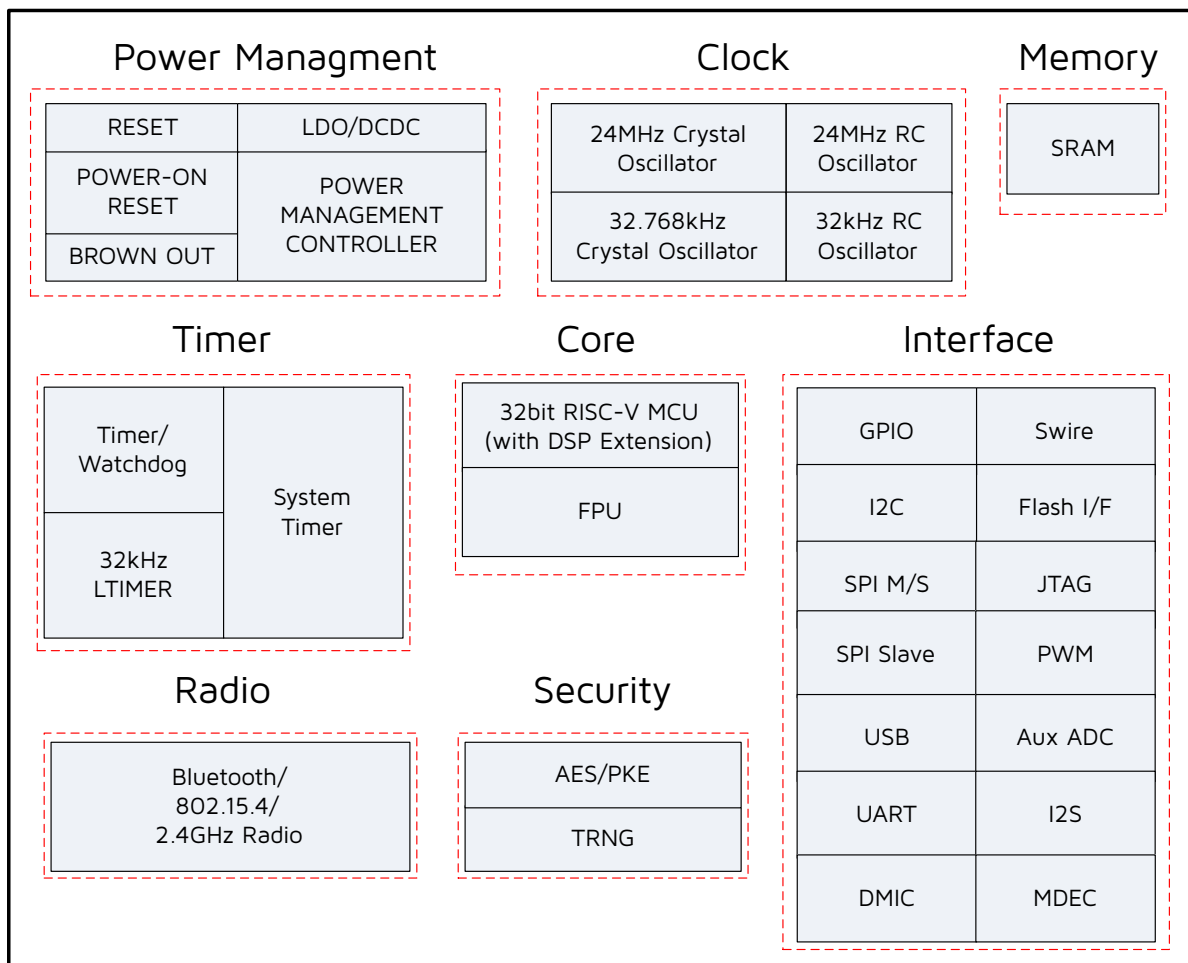 Power Managment
RESET
LDO/DCDC
POWER-ON
RESET
POWER
MANAGEMENT
CONTROLLER
BROWN OUT
Clock
24MHz Crystal
Oscillator
24MHz RC
Oscillator
32.768kHz
Crystal Oscillator
32kHz RC
Oscillator
Memory
SRAM
Timer
Timer/
Watchdog
System
Timer
32kHz
LTIMER
Core
32bit RISC-V MCU
(with DSP Extension)
FPU
Interface
GPIO
Swire
I2C
Flash I/F
SPI M/S
JTAG
SPI Slave
PWM
USB
Aux ADC
UART
I2S
DMIC
MDEC
Radio
Bluetooth/
802.15.4/
2.4GHz Radio
Security
AES/PKE
TRNG